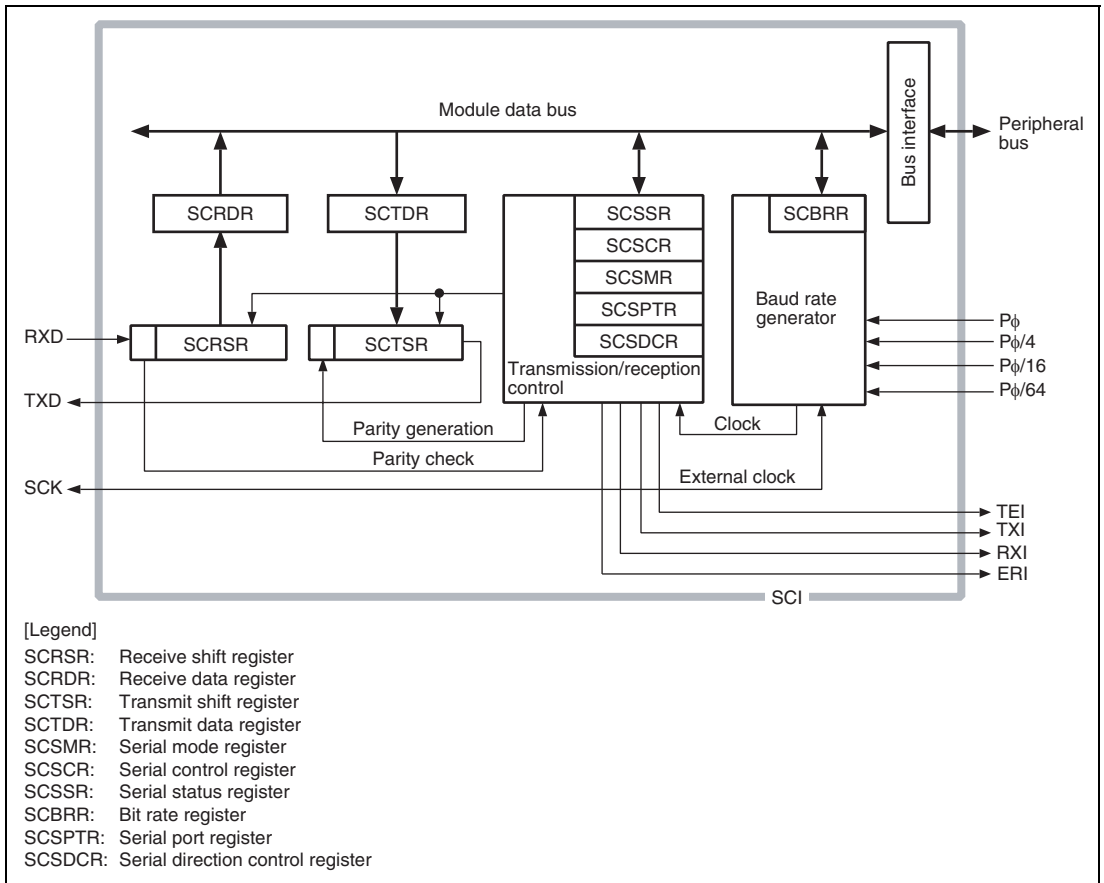 Module data bus
Bus interface
Peripheral
bus
SCRDR
SCTDR
SCSSR
SCSCR
SCSMR
SCSPTR
SCSDCR
Transmission/reception
control
SCBRR
Baud rate
generator
Pϕ
Pϕ/4
Pϕ/16
Pϕ/64
RXD
SCRSR
SCTSR
TXD
Parity generation
Parity check
Clock
External clock
SCK
TEI
TXI
RXI
ERI
SCI
[Legend]
SCRSR: Receive shift register
SCRDR: Receive data register
SCTSR: Transmit shift register
SCTDR: Transmit data register
SCSMR: Serial mode register
SCSCR: Serial control register
SCSSR: Serial status register
SCBRR: Bit rate register
SCSPTR: Serial port register
SCSDCR: Serial direction control register